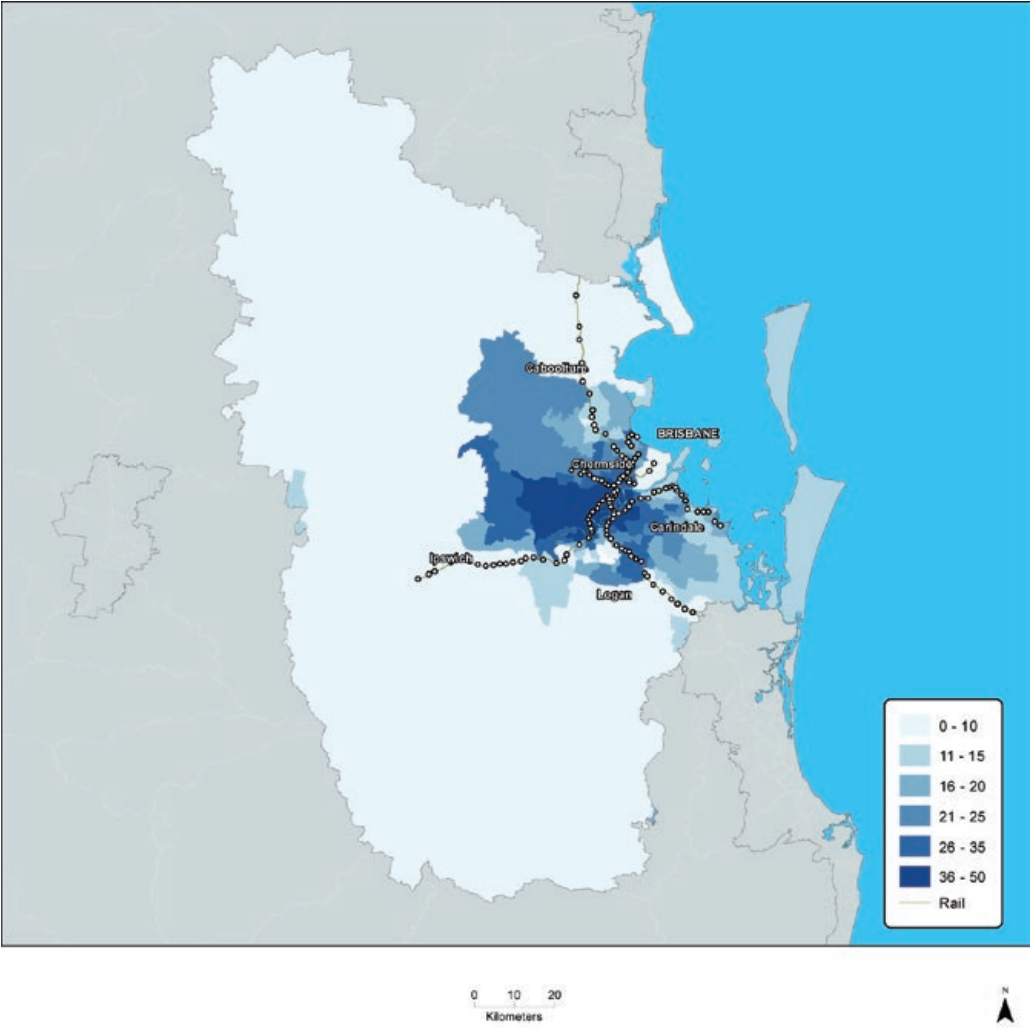 Caboolture
BRISBANE
Chermside
Carindale
Ipswich
Logan
0 - 10
11 - 15
16 - 20
21 - 25
26 - 35
36 - 50
Rail
0 10 20
Kilometers
N